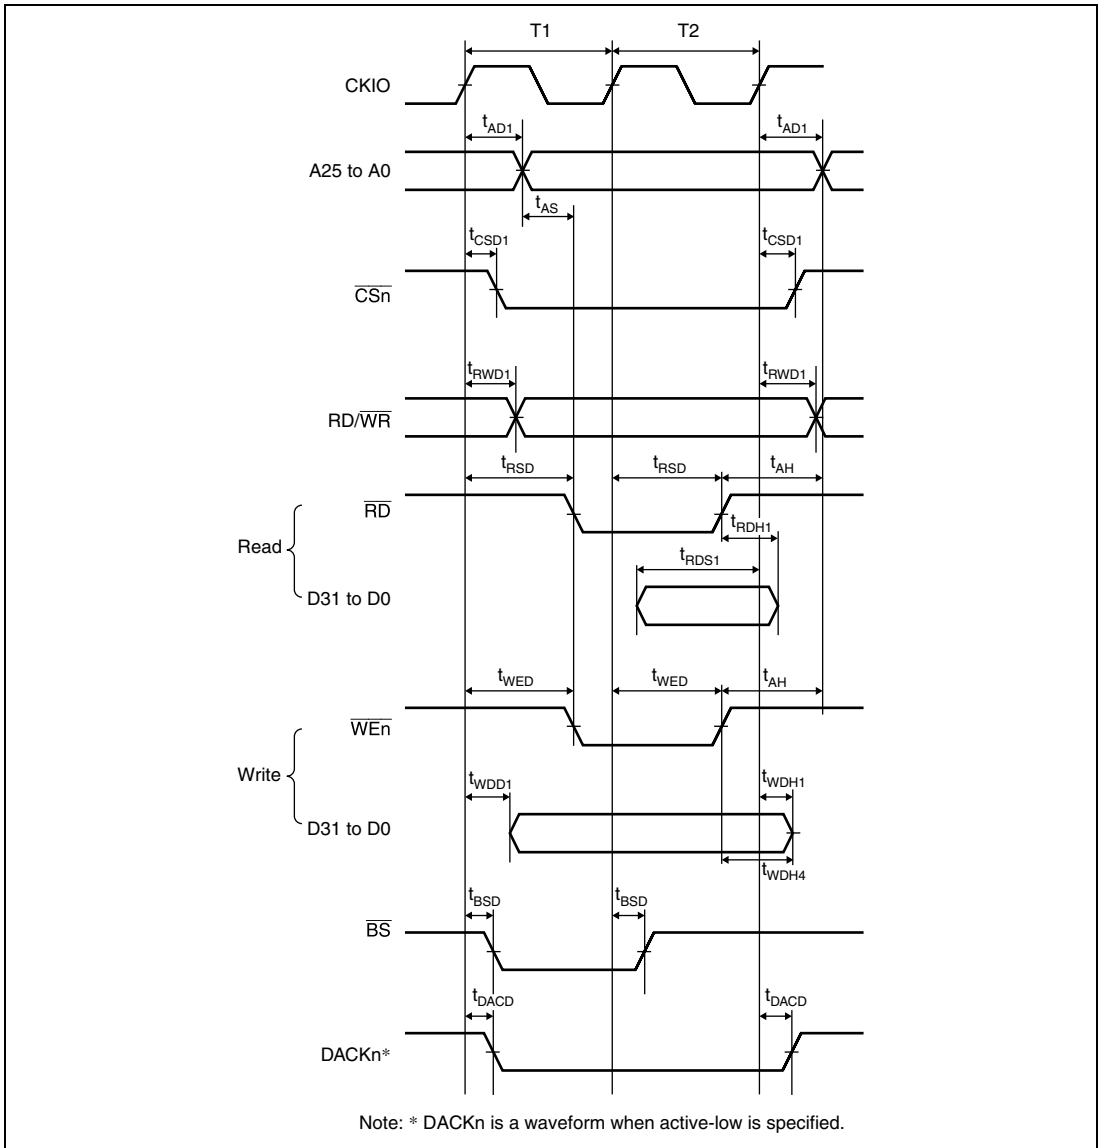 T1 T2
CKIO
tAD1 tAD1
A25 to A0
tAS
tCSD1 tCSD1
CSn
tRWD1 tRWD1
RD/WR
tRSD tRSD tAH
RD
tRDH1
Read
tRDS1
D31 to D0
tWED tWED tAH
WEn
Write
tWDD1 tWDH1
D31 to D0
tWDH4
tBSD tBSD
BS
tDACD tDACD
DACKn*
Note: * DACKn is a waveform when active-low is specified.